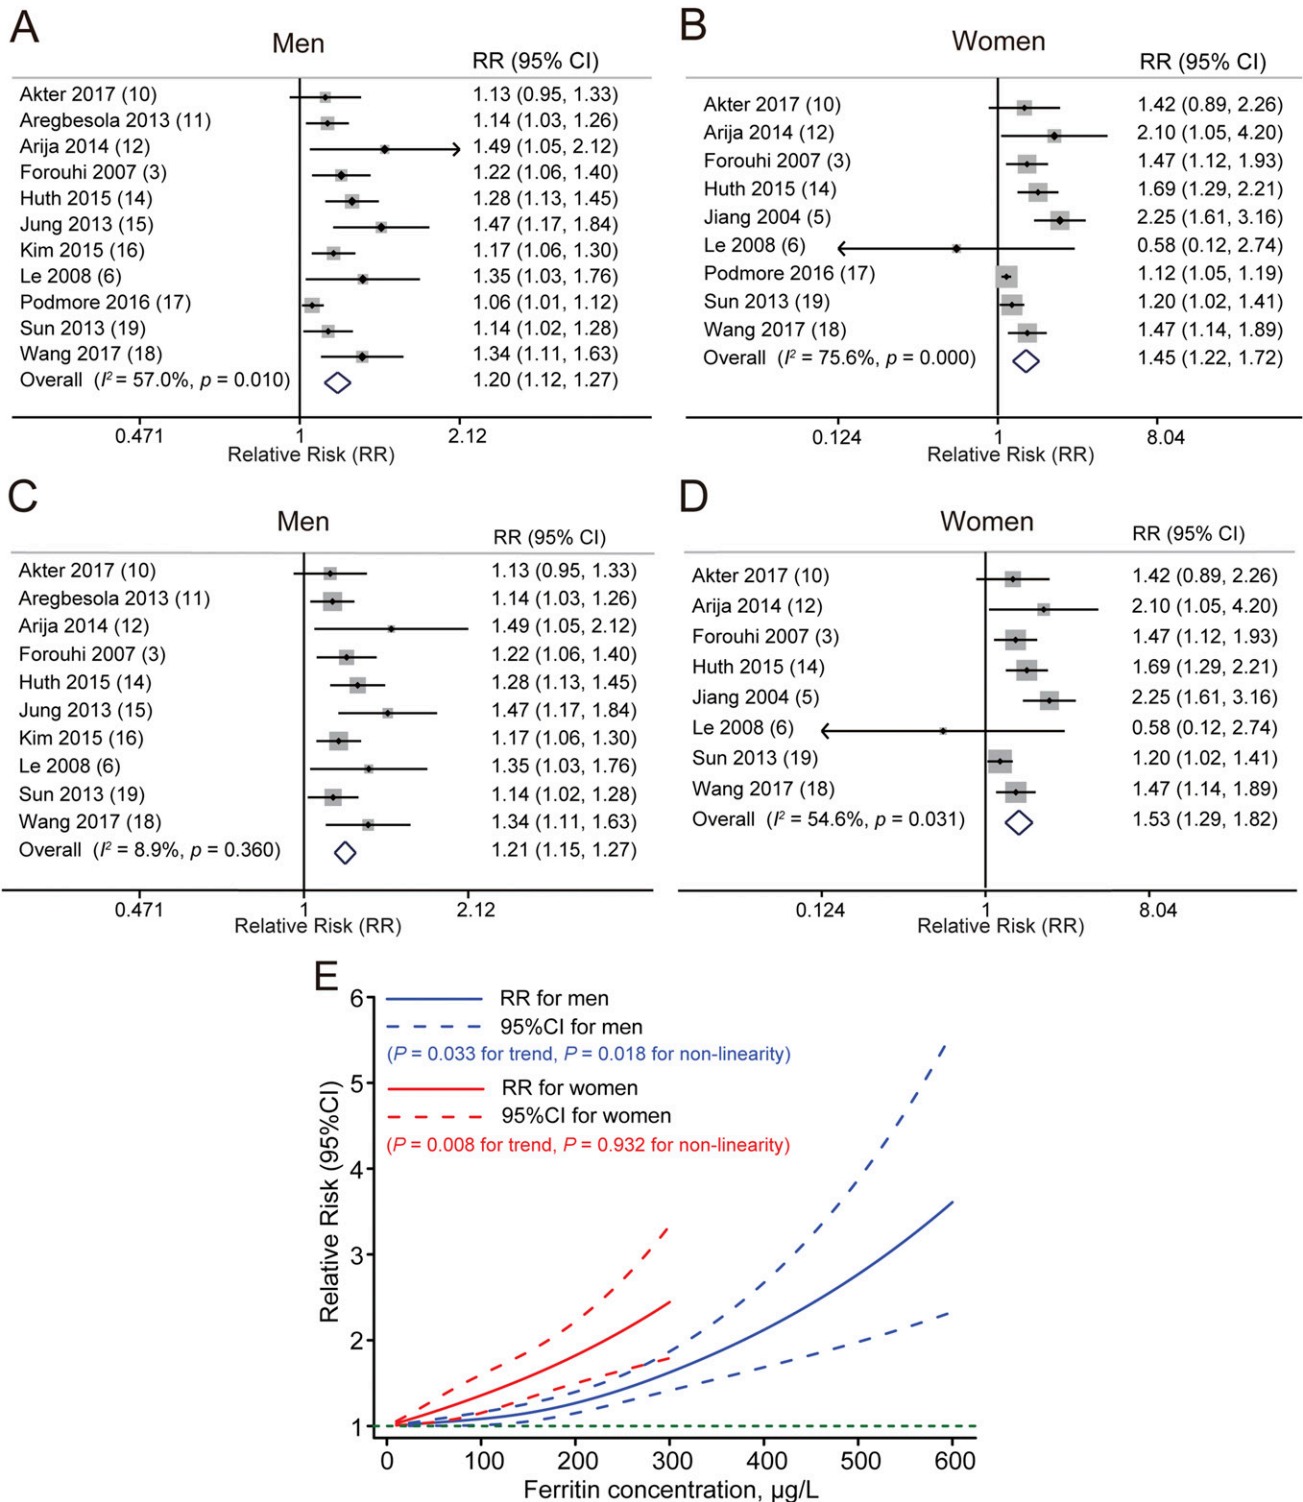 A
Men
RR (95% CI)
Akter 2017 (10) 1.13 (0.95, 1.33)
Aregbesola 2013 (11) 1.14 (1.03, 1.26)
Arija 2014 (12) 1.49 (1.05, 2.12)
Forouhi 2007 (3) 1.22 (1.06, 1.40)
Huth 2015 (14) 1.28 (1.13, 1.45)
Jung 2013 (15) 1.47 (1.17, 1.84)
Kim 2015 (16) 1.17 (1.06, 1.30)
Le 2008 (6) 1.35 (1.03, 1.76)
Podmore 2016 (17) 1.06 (1.01, 1.12)
Sun 2013 (19) 1.14 (1.02, 1.28)
Wang 2017 (18) 1.34 (1.11, 1.63)
Overall (I² = 57.0%, p = 0.010) 1.20 (1.12, 1.27)
0.471 1 2.12
Relative Risk (RR)
B
Women
RR (95% CI)
Akter 2017 (10) 1.42 (0.89, 2.26)
Arija 2014 (12) 2.10 (1.05, 4.20)
Forouhi 2007 (3) 1.47 (1.12, 1.93)
Huth 2015 (14) 1.69 (1.29, 2.21)
Jiang 2004 (5) 2.25 (1.61, 3.16)
Le 2008 (6) 0.58 (0.12, 2.74)
Podmore 2016 (17) 1.12 (1.05, 1.19)
Sun 2013 (19) 1.20 (1.02, 1.41)
Wang 2017 (18) 1.47 (1.14, 1.89)
Overall (I² = 75.6%, p = 0.000) 1.45 (1.22, 1.72)
0.124 1 8.04
Relative Risk (RR)
C
Men
RR (95% CI)
Akter 2017 (10) 1.13 (0.95, 1.33)
Aregbesola 2013 (11) 1.14 (1.03, 1.26)
Arija 2014 (12) 1.49 (1.05, 2.12)
Forouhi 2007 (3) 1.22 (1.06, 1.40)
Huth 2015 (14) 1.28 (1.13, 1.45)
Jung 2013 (15) 1.47 (1.17, 1.84)
Kim 2015 (16) 1.17 (1.06, 1.30)
Le 2008 (6) 1.35 (1.03, 1.76)
Sun 2013 (19) 1.14 (1.02, 1.28)
Wang 2017 (18) 1.34 (1.11, 1.63)
Overall (I² = 8.9%, p = 0.360) 1.21 (1.15, 1.27)
0.471 1 2.12
Relative Risk (RR)
D
Women
RR (95% CI)
Akter 2017 (10) 1.42 (0.89, 2.26)
Arija 2014 (12) 2.10 (1.05, 4.20)
Forouhi 2007 (3) 1.47 (1.12, 1.93)
Huth 2015 (14) 1.69 (1.29, 2.21)
Jiang 2004 (5) 2.25 (1.61, 3.16)
Le 2008 (6) 0.58 (0.12, 2.74)
Sun 2013 (19) 1.20 (1.02, 1.41)
Wang 2017 (18) 1.47 (1.14, 1.89)
Overall (I² = 54.6%, p = 0.031) 1.53 (1.29, 1.82)
0.124 1 8.04
Relative Risk (RR)
E
RR for men
95%CI for men
(P = 0.033 for trend, P = 0.018 for non-linearity)
RR for women
95%CI for women
(P = 0.008 for trend, P = 0.932 for non-linearity)
Relative Risk (95%CI)
6
5
4
3
2
1
0 100 200 300 400 500 600
Ferritin concentration, µg/L